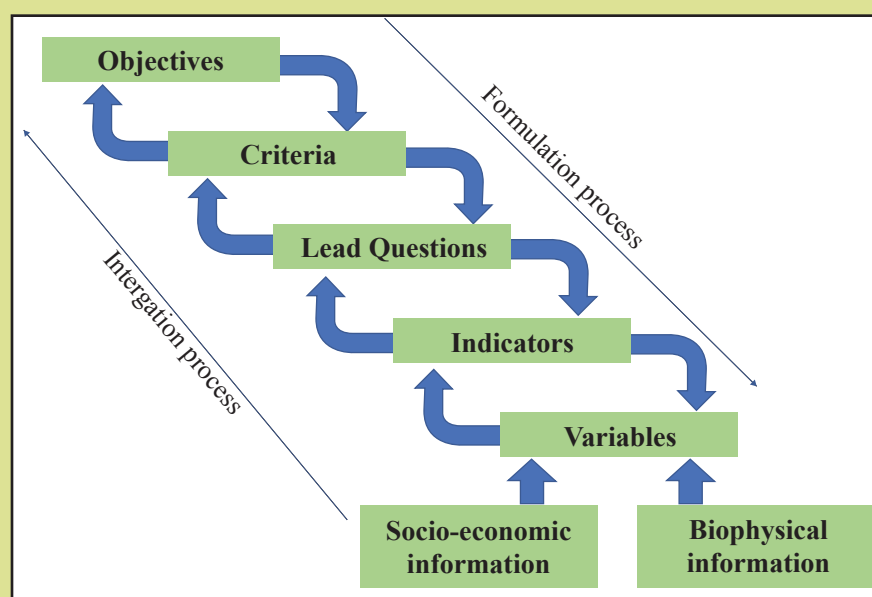 Objectives
Criteria
Lead Questions
Indicators
Variables
Socio-economic
information
Biophysical
information
Formulation process
Intergation process